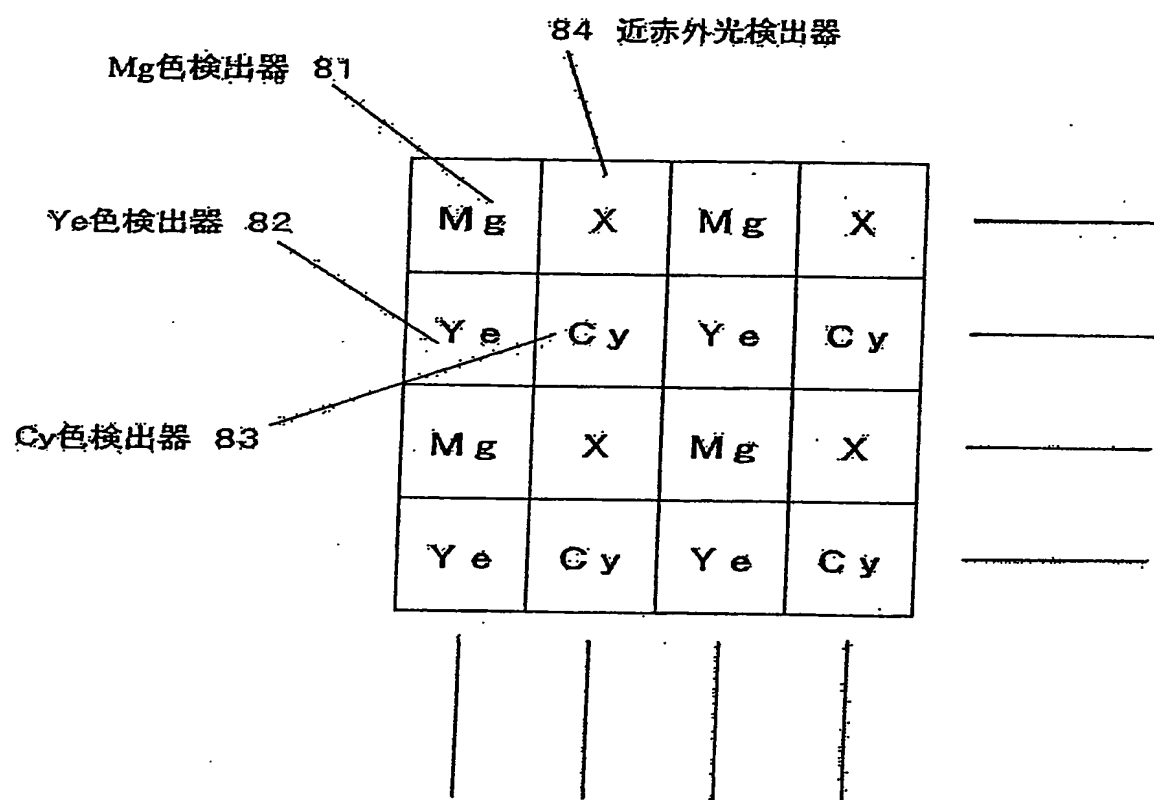 84 近赤外光検出器
Mg色検出器 81
Ye色検出器 82
Cy色検出器 83
Mg X Mg X
Ye Cy Ye Cy
Mg X Mg X
Ye Cy Ye Cy